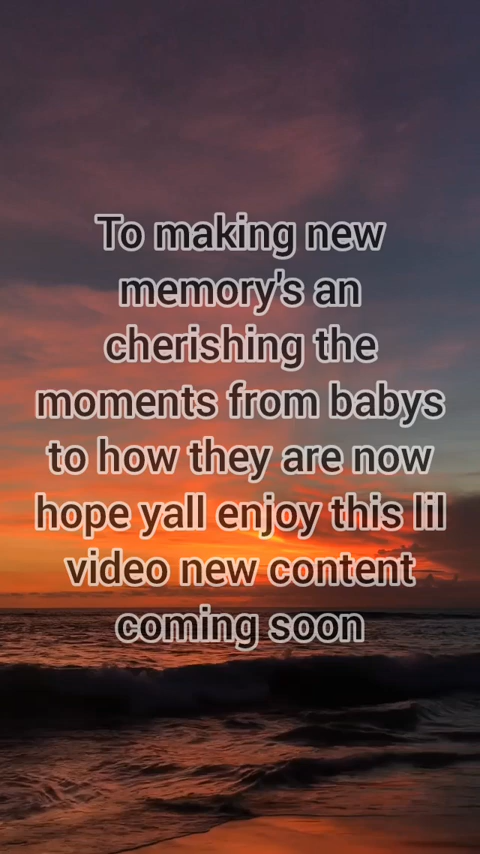 To making new
memory's an
cherishing the
moments from babys
to how they are now
hope yall enjoy this lil
video new content
coming soon